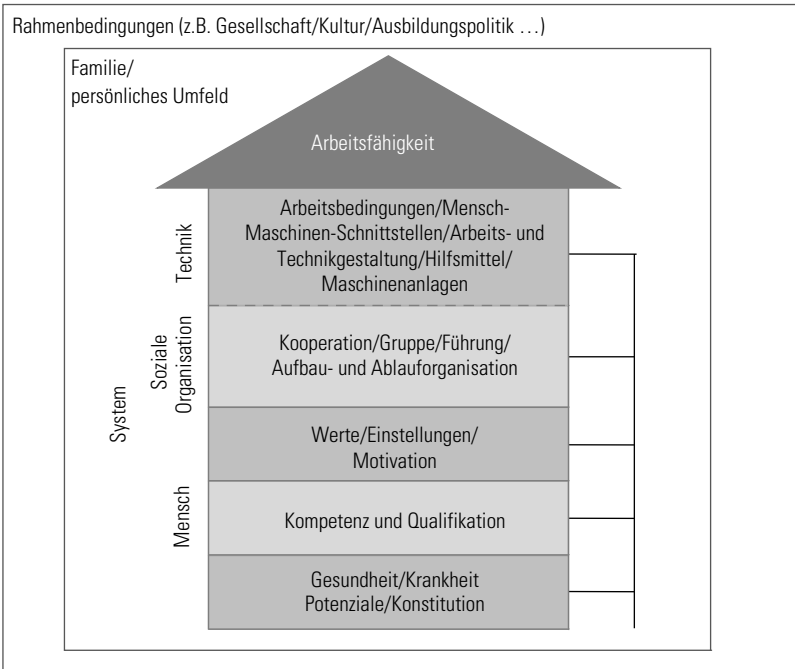 Rahmenbedingungen (z.B. Gesellschaft/Kultur/Ausbildungspolitik …)
Familie/
persönliches Umfeld
Arbeitsfähigkeit
Arbeitsbedingungen/Mensch-
Maschinen-Schnittstellen/Arbeits- und
Technikgestaltung/Hilfsmittel/
Maschinenanlagen
Technik
Kooperation/Gruppe/Führung/
Aufbau- und Ablauforganisation
Soziale
Organisation
System
Werte/Einstellungen/
Motivation
Mensch
Kompetenz und Qualifikation
Gesundheit/Krankheit
Potenziale/Konstitution